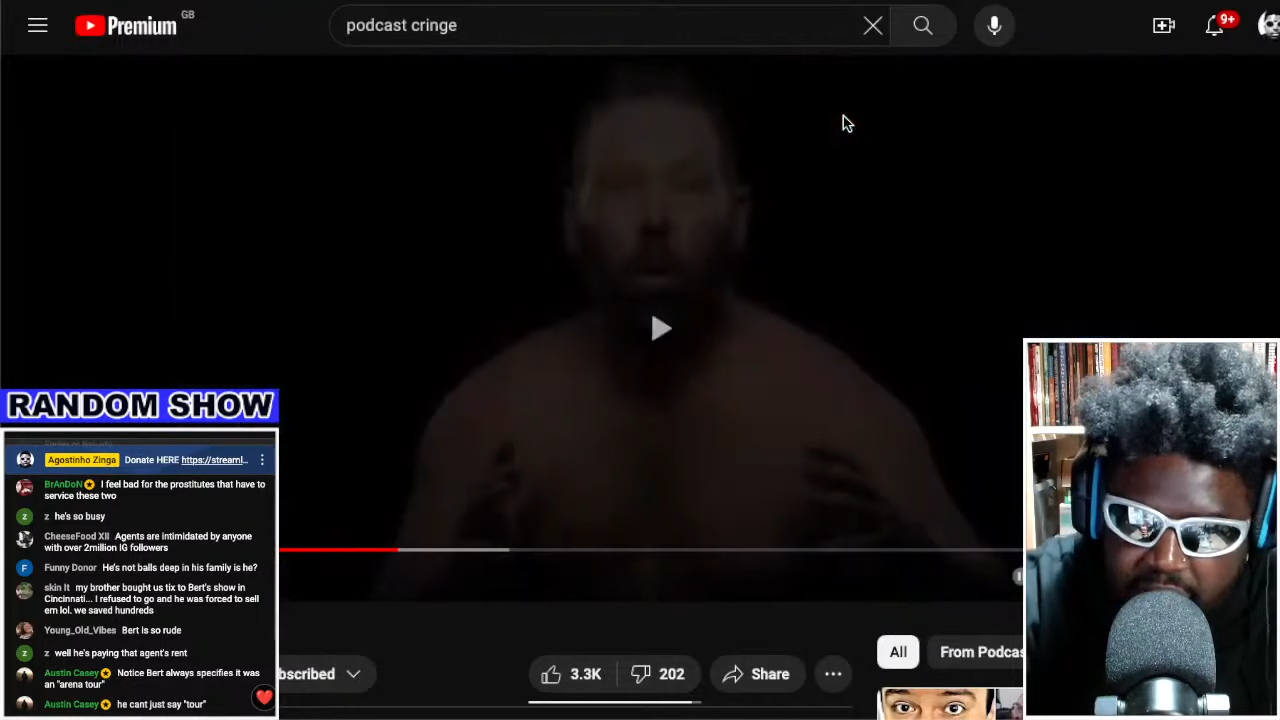 Premium GB
podcast cringe
9+
RANDOM SHOW
Agostinho Zinga Donate HERE https://streaml...
BrAnDoN I feel bad for the prostitutes that have to
service these two
z he's so busy
CheeseFood XII Agents are intimidated by anyone
with over 2million IG followers
Funny Donor He's not balls deep in his family is he?
skin It my brother bought us tix to Bert's show in
Cincinnati... I refused to go and he was forced to sell
em lol. we saved hundreds
Young_Old_Vibes Bert is so rude
z well he's paying that agent's rent
Austin Casey Notice Bert always specifies it was
an "arena tour"
Austin Casey he cant just say "tour"
scribed
3.3K
202
Share
All
From Podcas